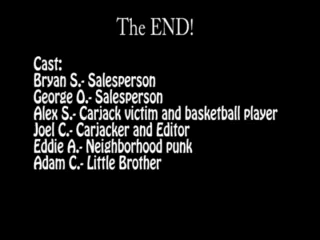 The END!
Cast:
Bryan S.- Salesperson
George O.- Salesperson
Alex S.- Carjack victim and basketball player
Joel C.- Carjacker and Editor
Eddie A.- Neighborhood punk
Adam C.- Little Brother